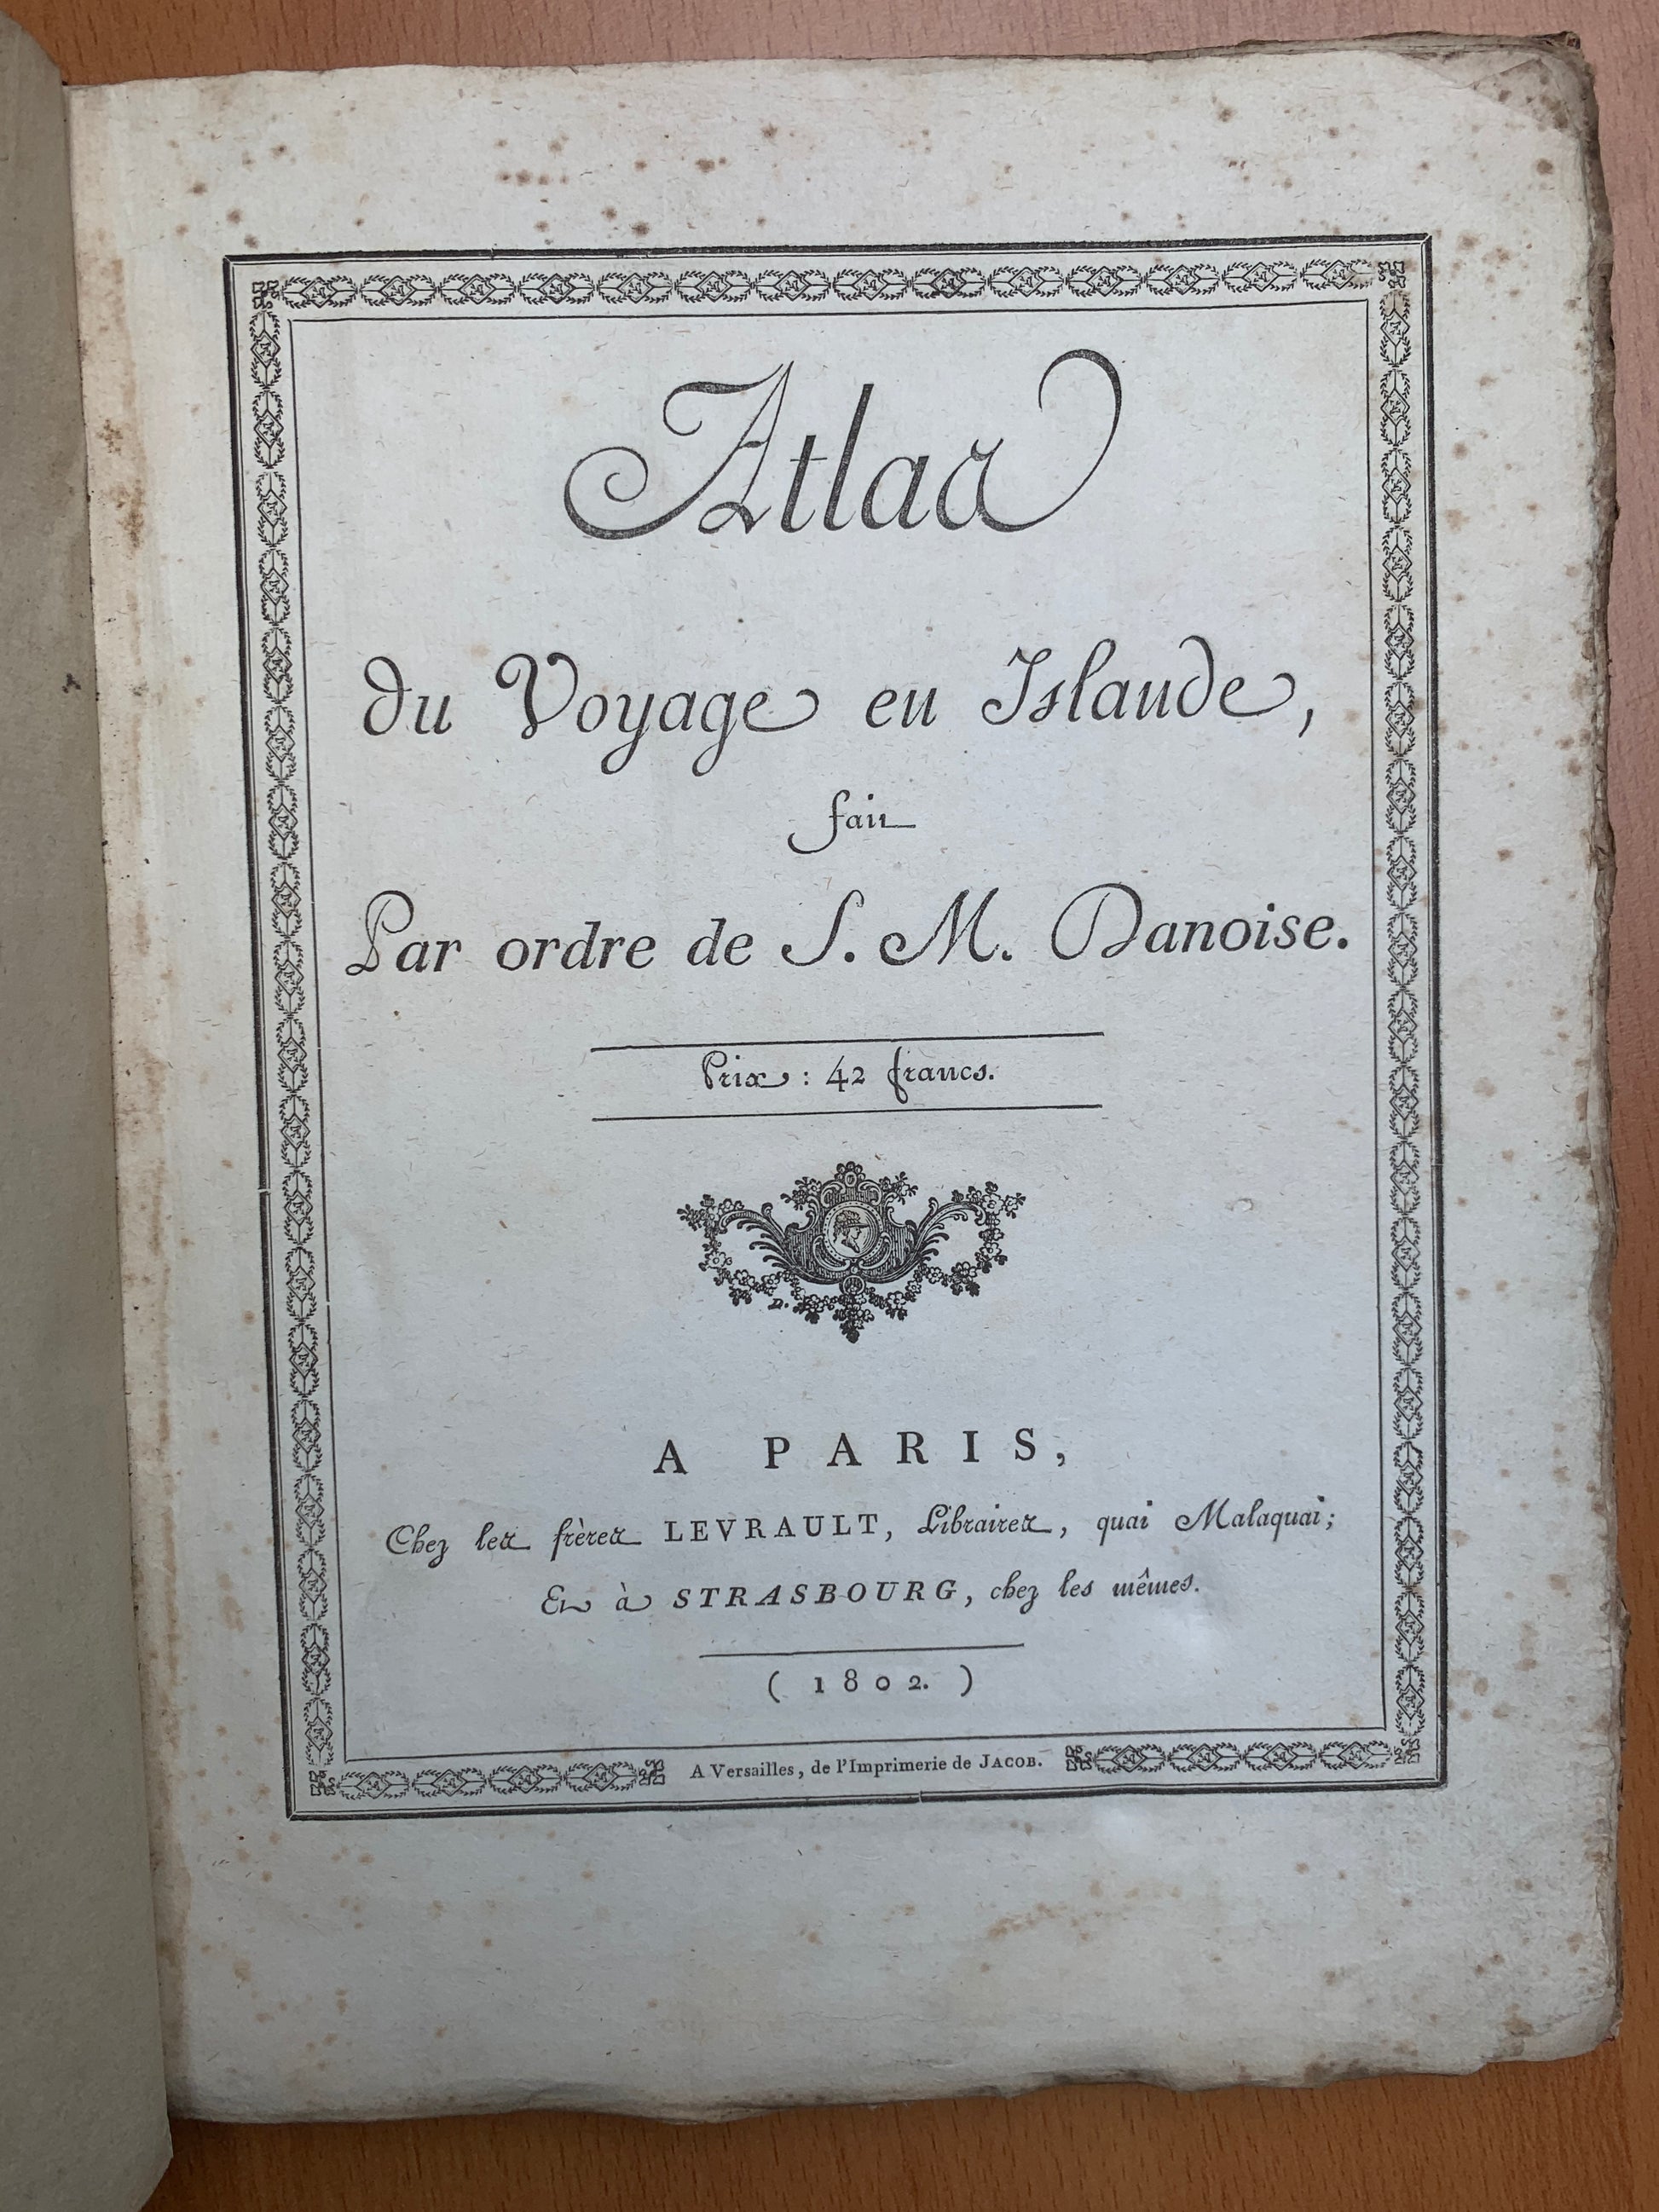 Atlas
du Voyage en Islande,
fait
Par ordre de S. M. Danoise.
Prix : 42 francs.
A PARIS,
Chez les frères LEVRAULT, Libraires, quai Malaquai;
Et à STRASBOURG, chez les mêmes.
( 1802. )
A Versailles, de l'Imprimerie de JACOB.